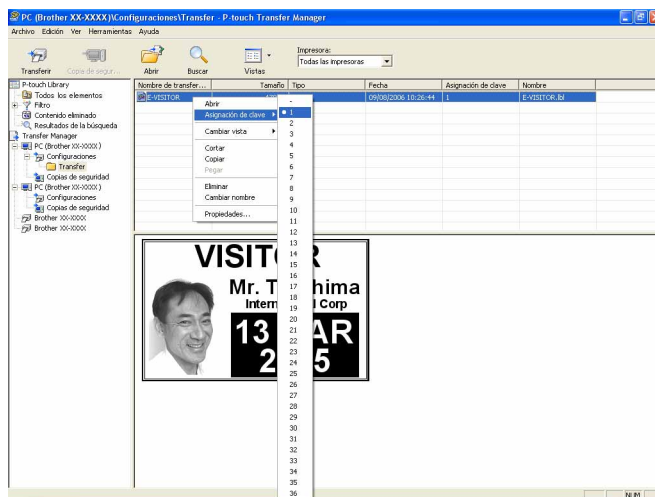 PC (Brother XX-XXXX)\Configuraciones\Transfer - P-touch Transfer Manager
Archivo Edición Ver Herramientas Ayuda
Transferir Copia de segur... Abrir Buscar Vistas
Impresora:
Todas las impresoras
P-touch Library
Todos los elementos
Filtro
Contenido eliminado
Resultados de la búsqueda
Transfer Manager
PC (Brother XX-XXXX)
Configuraciones
Transfer
Copias de seguridad
PC (Brother XX-XXXX)
Configuraciones
Copias de seguridad
Brother XX-XXXX
Brother XX-XXXX
Nombre de transfer... Tamaño Tipo Fecha Asignación de clave Nombre
E-VISITOR 09/08/2006 10:26:44 1 E-VISITOR.lbl
Abrir
Asignación de clave
Cambiar vista
Cortar
Copiar
Pegar
Eliminar
Cambiar nombre
Propiedades...
-
1
2
3
4
5
6
7
8
9
10
11
12
13
14
15
16
17
18
19
20
21
22
23
24
25
26
27
28
29
30
31
32
33
34
35
36
VISIT R
Mr. T hima
Intern l Corp
13 AR
2 5
NUM